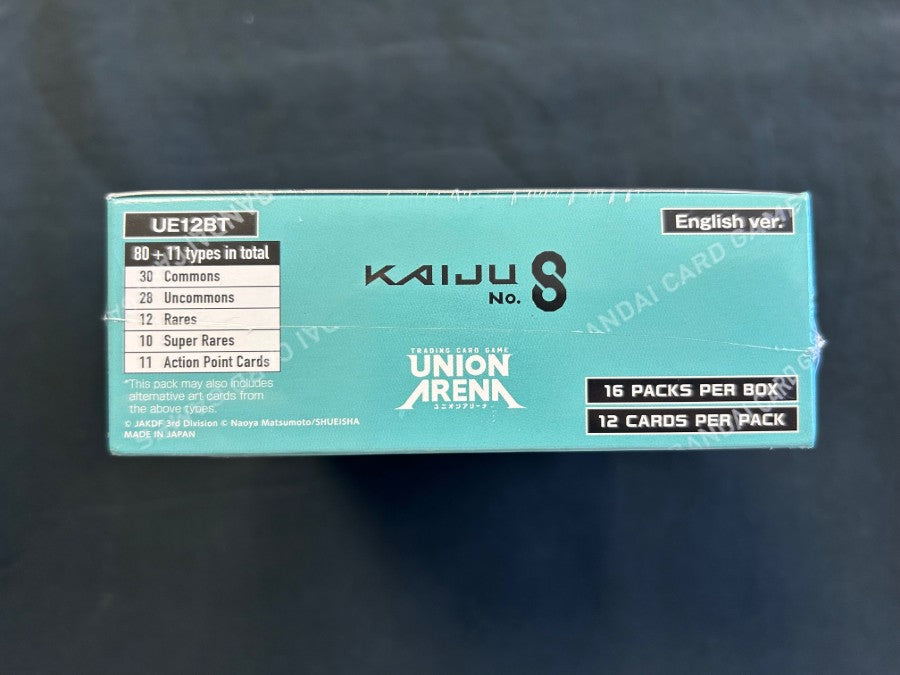 UE12BT
80 + 11 types in total
30 Commons
28 Uncommons
12 Rares
10 Super Rares
11 Action Point Cards
*This pack may also includes
alternative art cards from
the above types.
© JAKDF 3rd Division © Naoya Matsumoto/SHUEISHA
MADE IN JAPAN
KAIJU
No. 8
TRADING CARD GAME
UNION
ARENA
ユニオンアリーナ
English ver.
16 PACKS PER BOX
12 CARDS PER PACK
BANDAI CARD GAME